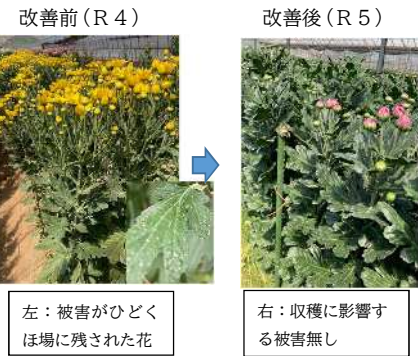 改善前（Ｒ４）
改善後（Ｒ５）
左：被害がひどく
ほ場に残された花
右：収穫に影響す
る被害無し